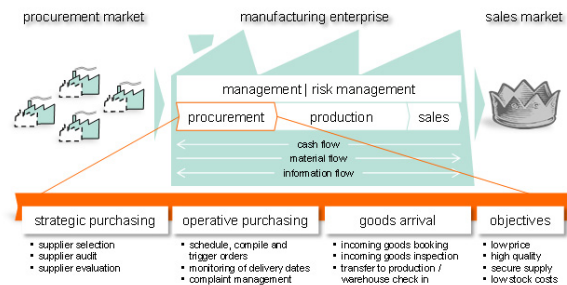 procurement market
manufacturing enterprise
sales market
management | risk management
procurement
production
sales
cash flow
material flow
information flow
strategic purchasing
▪ supplier selection
▪ supplier audit
▪ supplier evaluation
operative purchasing
▪ schedule, compile and
trigger orders
▪ monitoring of delivery dates
▪ complaint management
goods arrival
▪ incoming goods booking
▪ incoming goods inspection
▪ transfer to production /
warehouse check in
objectives
▪ low price
▪ high quality
▪ secure supply
▪ low stock costs